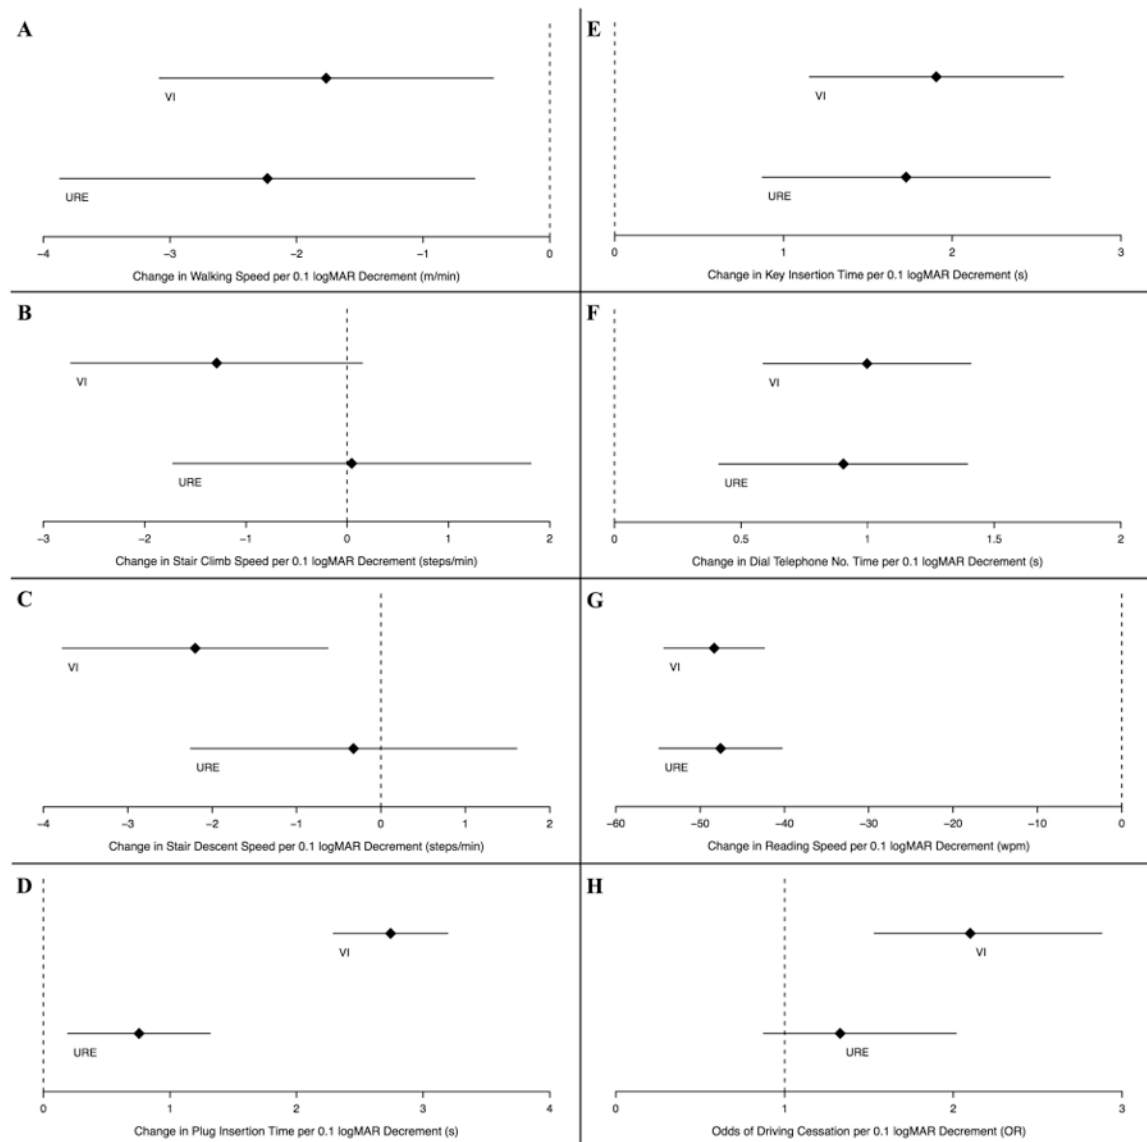 A
VI
URE
−4 −3 −2 −1 0
Change in Walking Speed per 0.1 logMAR Decrement (m/min)
B
VI
URE
−3 −2 −1 0 1 2
Change in Stair Climb Speed per 0.1 logMAR Decrement (steps/min)
C
VI
URE
−4 −3 −2 −1 0 1 2
Change in Stair Descent Speed per 0.1 logMAR Decrement (steps/min)
D
VI
URE
0 1 2 3 4
Change in Plug Insertion Time per 0.1 logMAR Decrement (s)
E
VI
URE
0 1 2 3
Change in Key Insertion Time per 0.1 logMAR Decrement (s)
F
VI
URE
0 0.5 1 1.5 2
Change in Dial Telephone No. Time per 0.1 logMAR Decrement (s)
G
VI
URE
−60 −50 −40 −30 −20 −10 0
Change in Reading Speed per 0.1 logMAR Decrement (wpm)
H
VI
URE
0 1 2 3
Odds of Driving Cessation per 0.1 logMAR Decrement (OR)